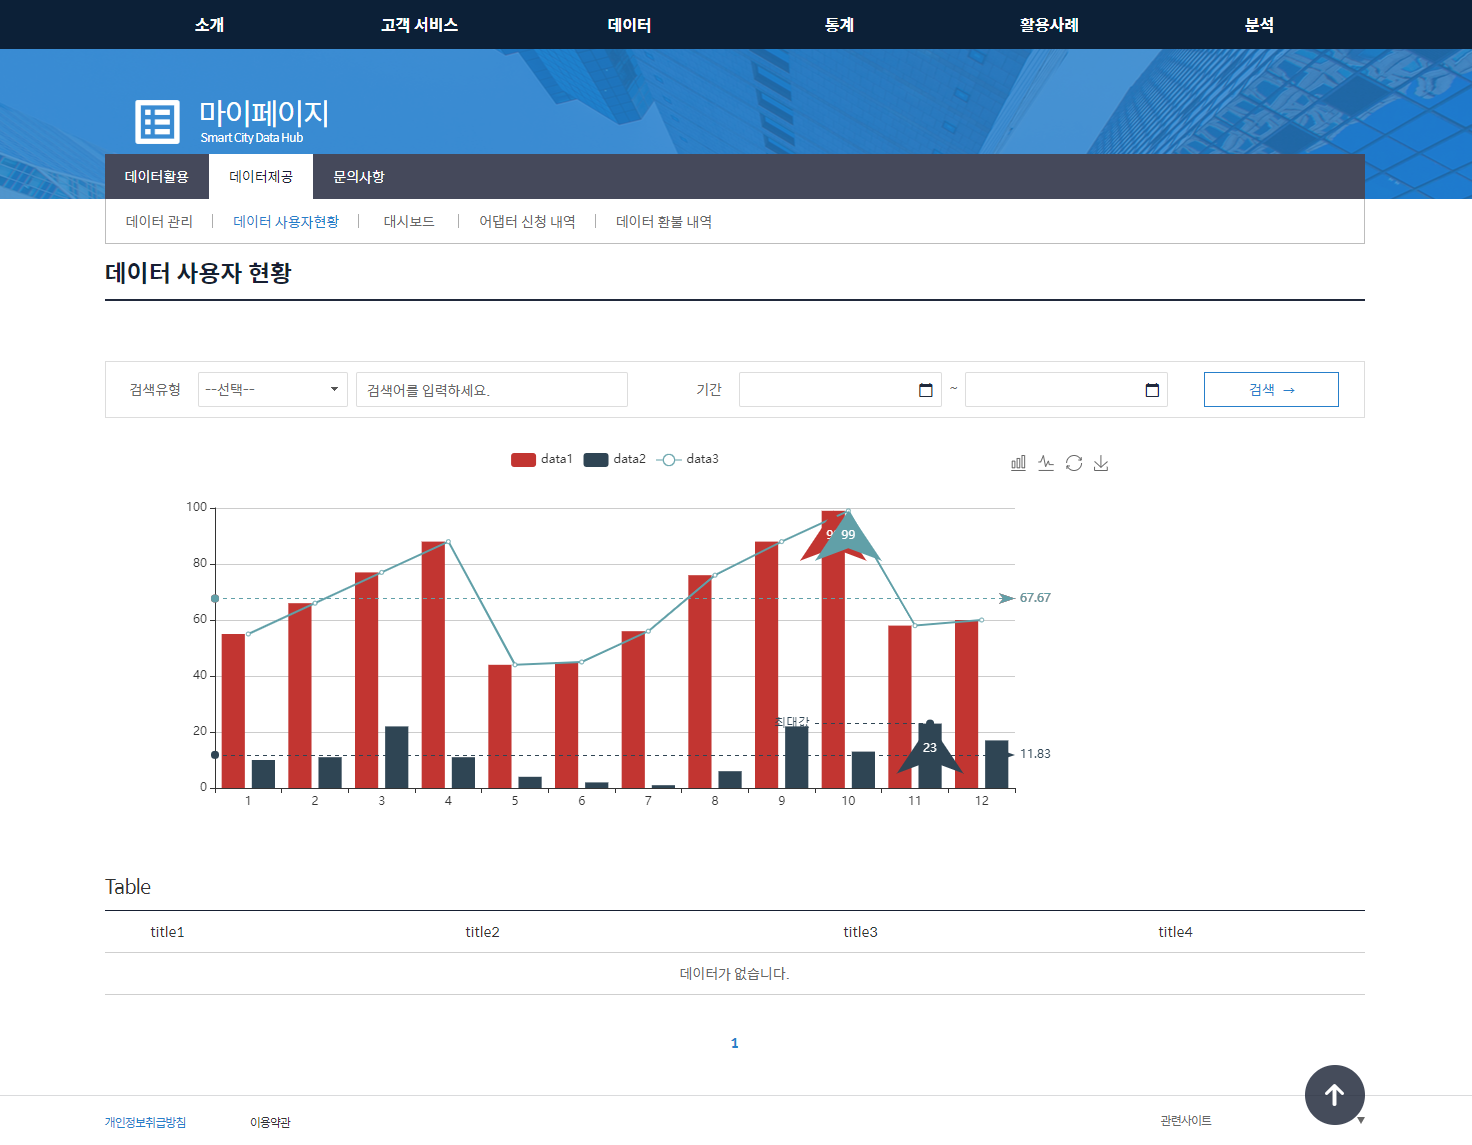 소개 고객 서비스 데이터 통계 활용사례 분석
마이페이지
Smart City Data Hub
데이터활용 데이터제공 문의사항
데이터 관리 데이터 사용자현황 대시보드 어댑터 신청 내역 데이터 환불 내역
데이터 사용자 현황
검색유형 --선택-- 검색어를 입력하세요. 기간 ~ 검색 →
data1 data2 data3
100
80
60
40
20
0
99
67.67
최대값
23
11.83
1 2 3 4 5 6 7 8 9 10 11 12
Table
title1 title2 title3 title4
데이터가 없습니다.
1
개인정보취급방침 이용약관 관련사이트